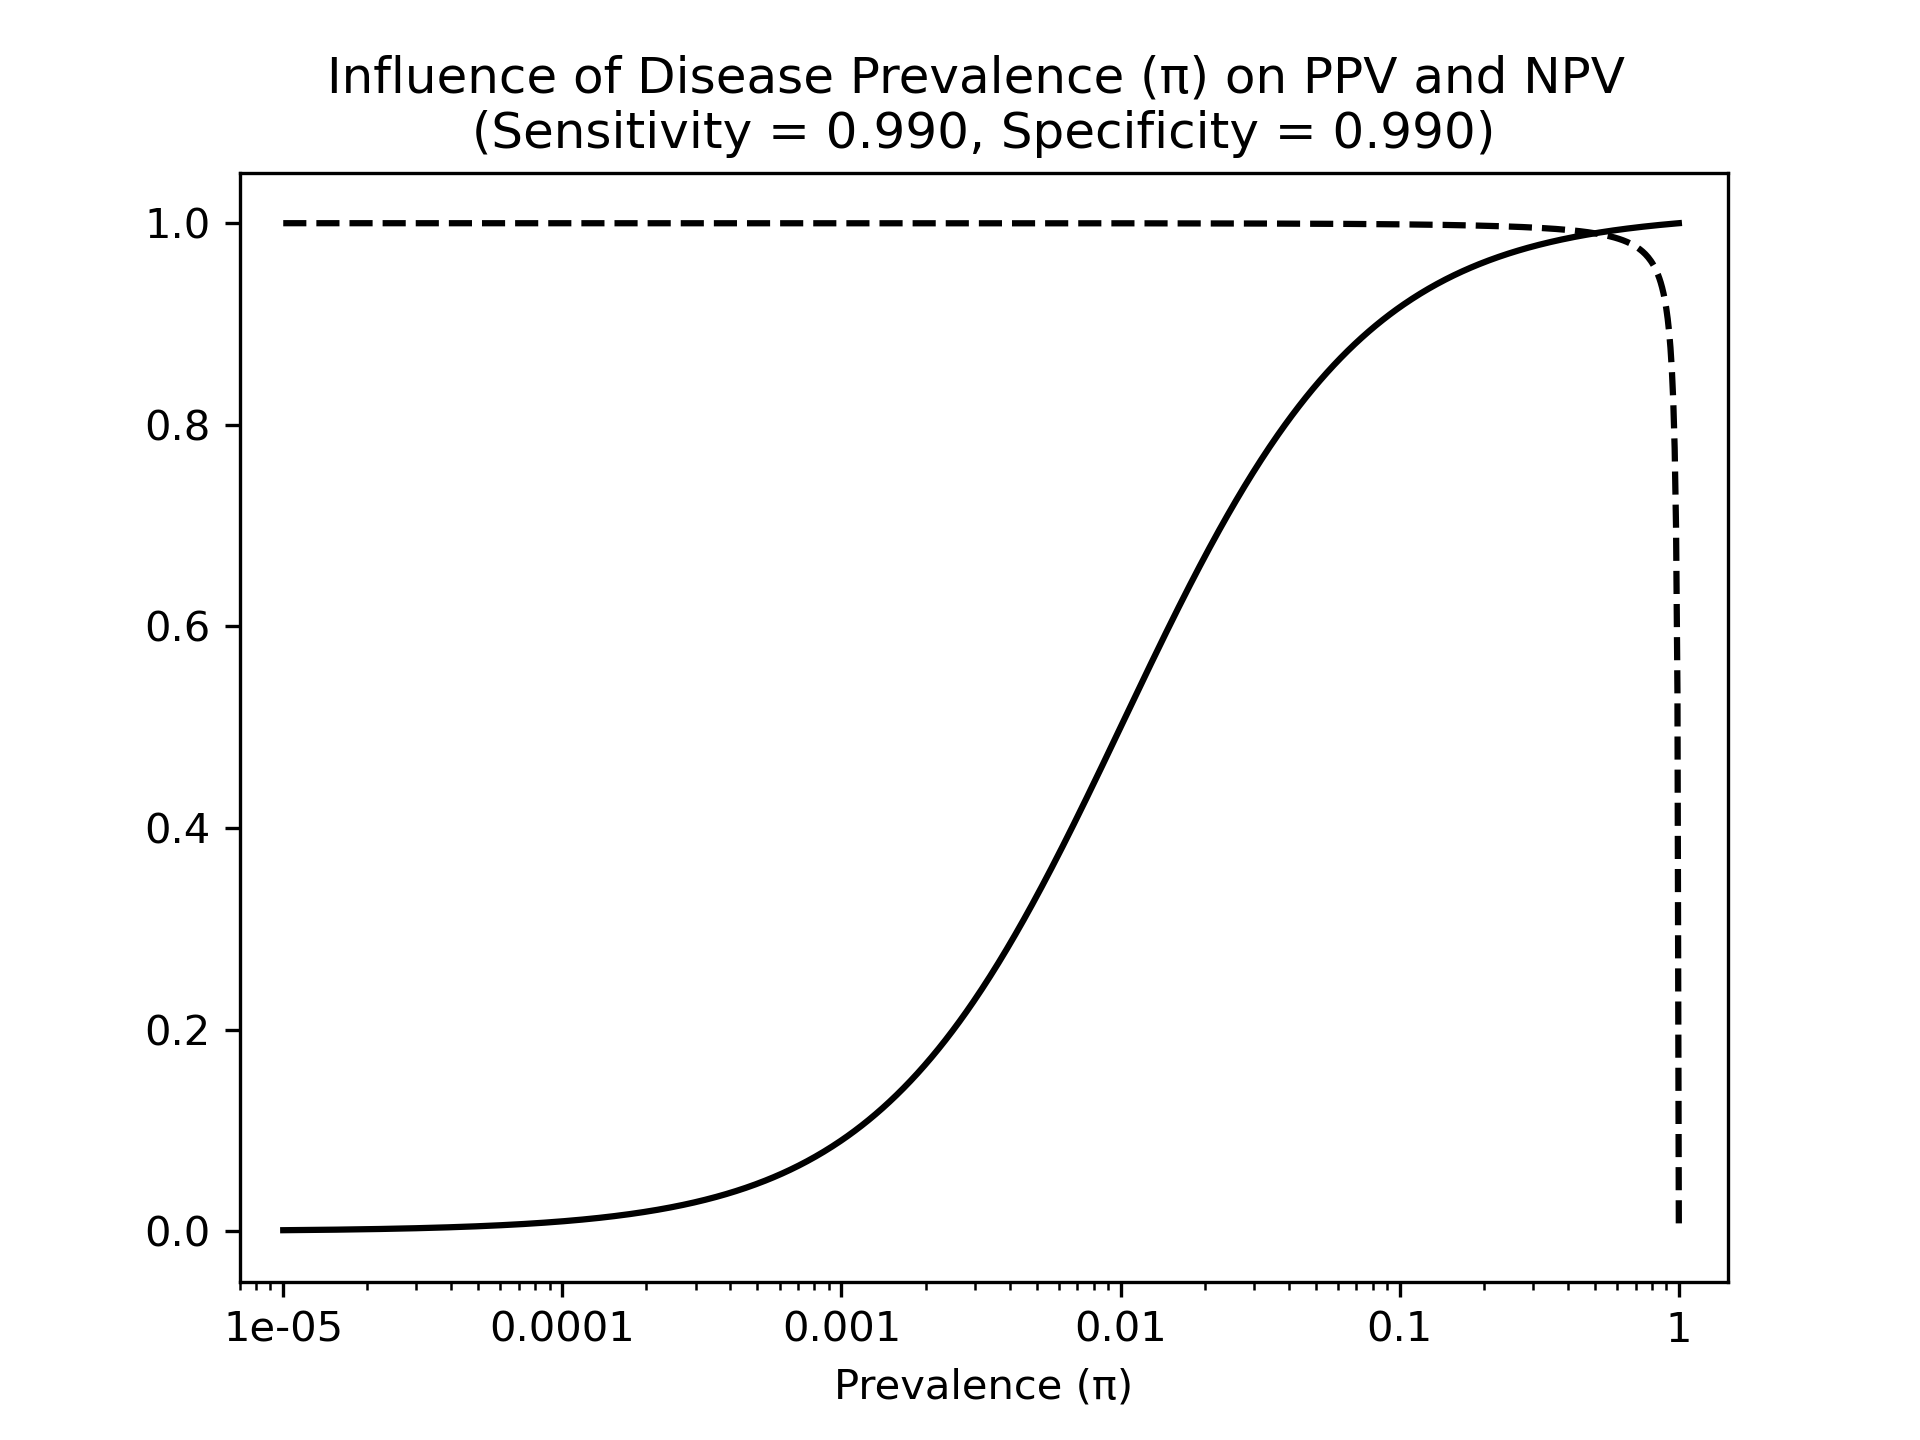 Influence of Disease Prevalence (π) on PPV and NPV
(Sensitivity = 0.990, Specificity = 0.990)
1.0
0.8
0.6
0.4
0.2
0.0
1e-05 0.0001 0.001 0.01 0.1 1
Prevalence (π)